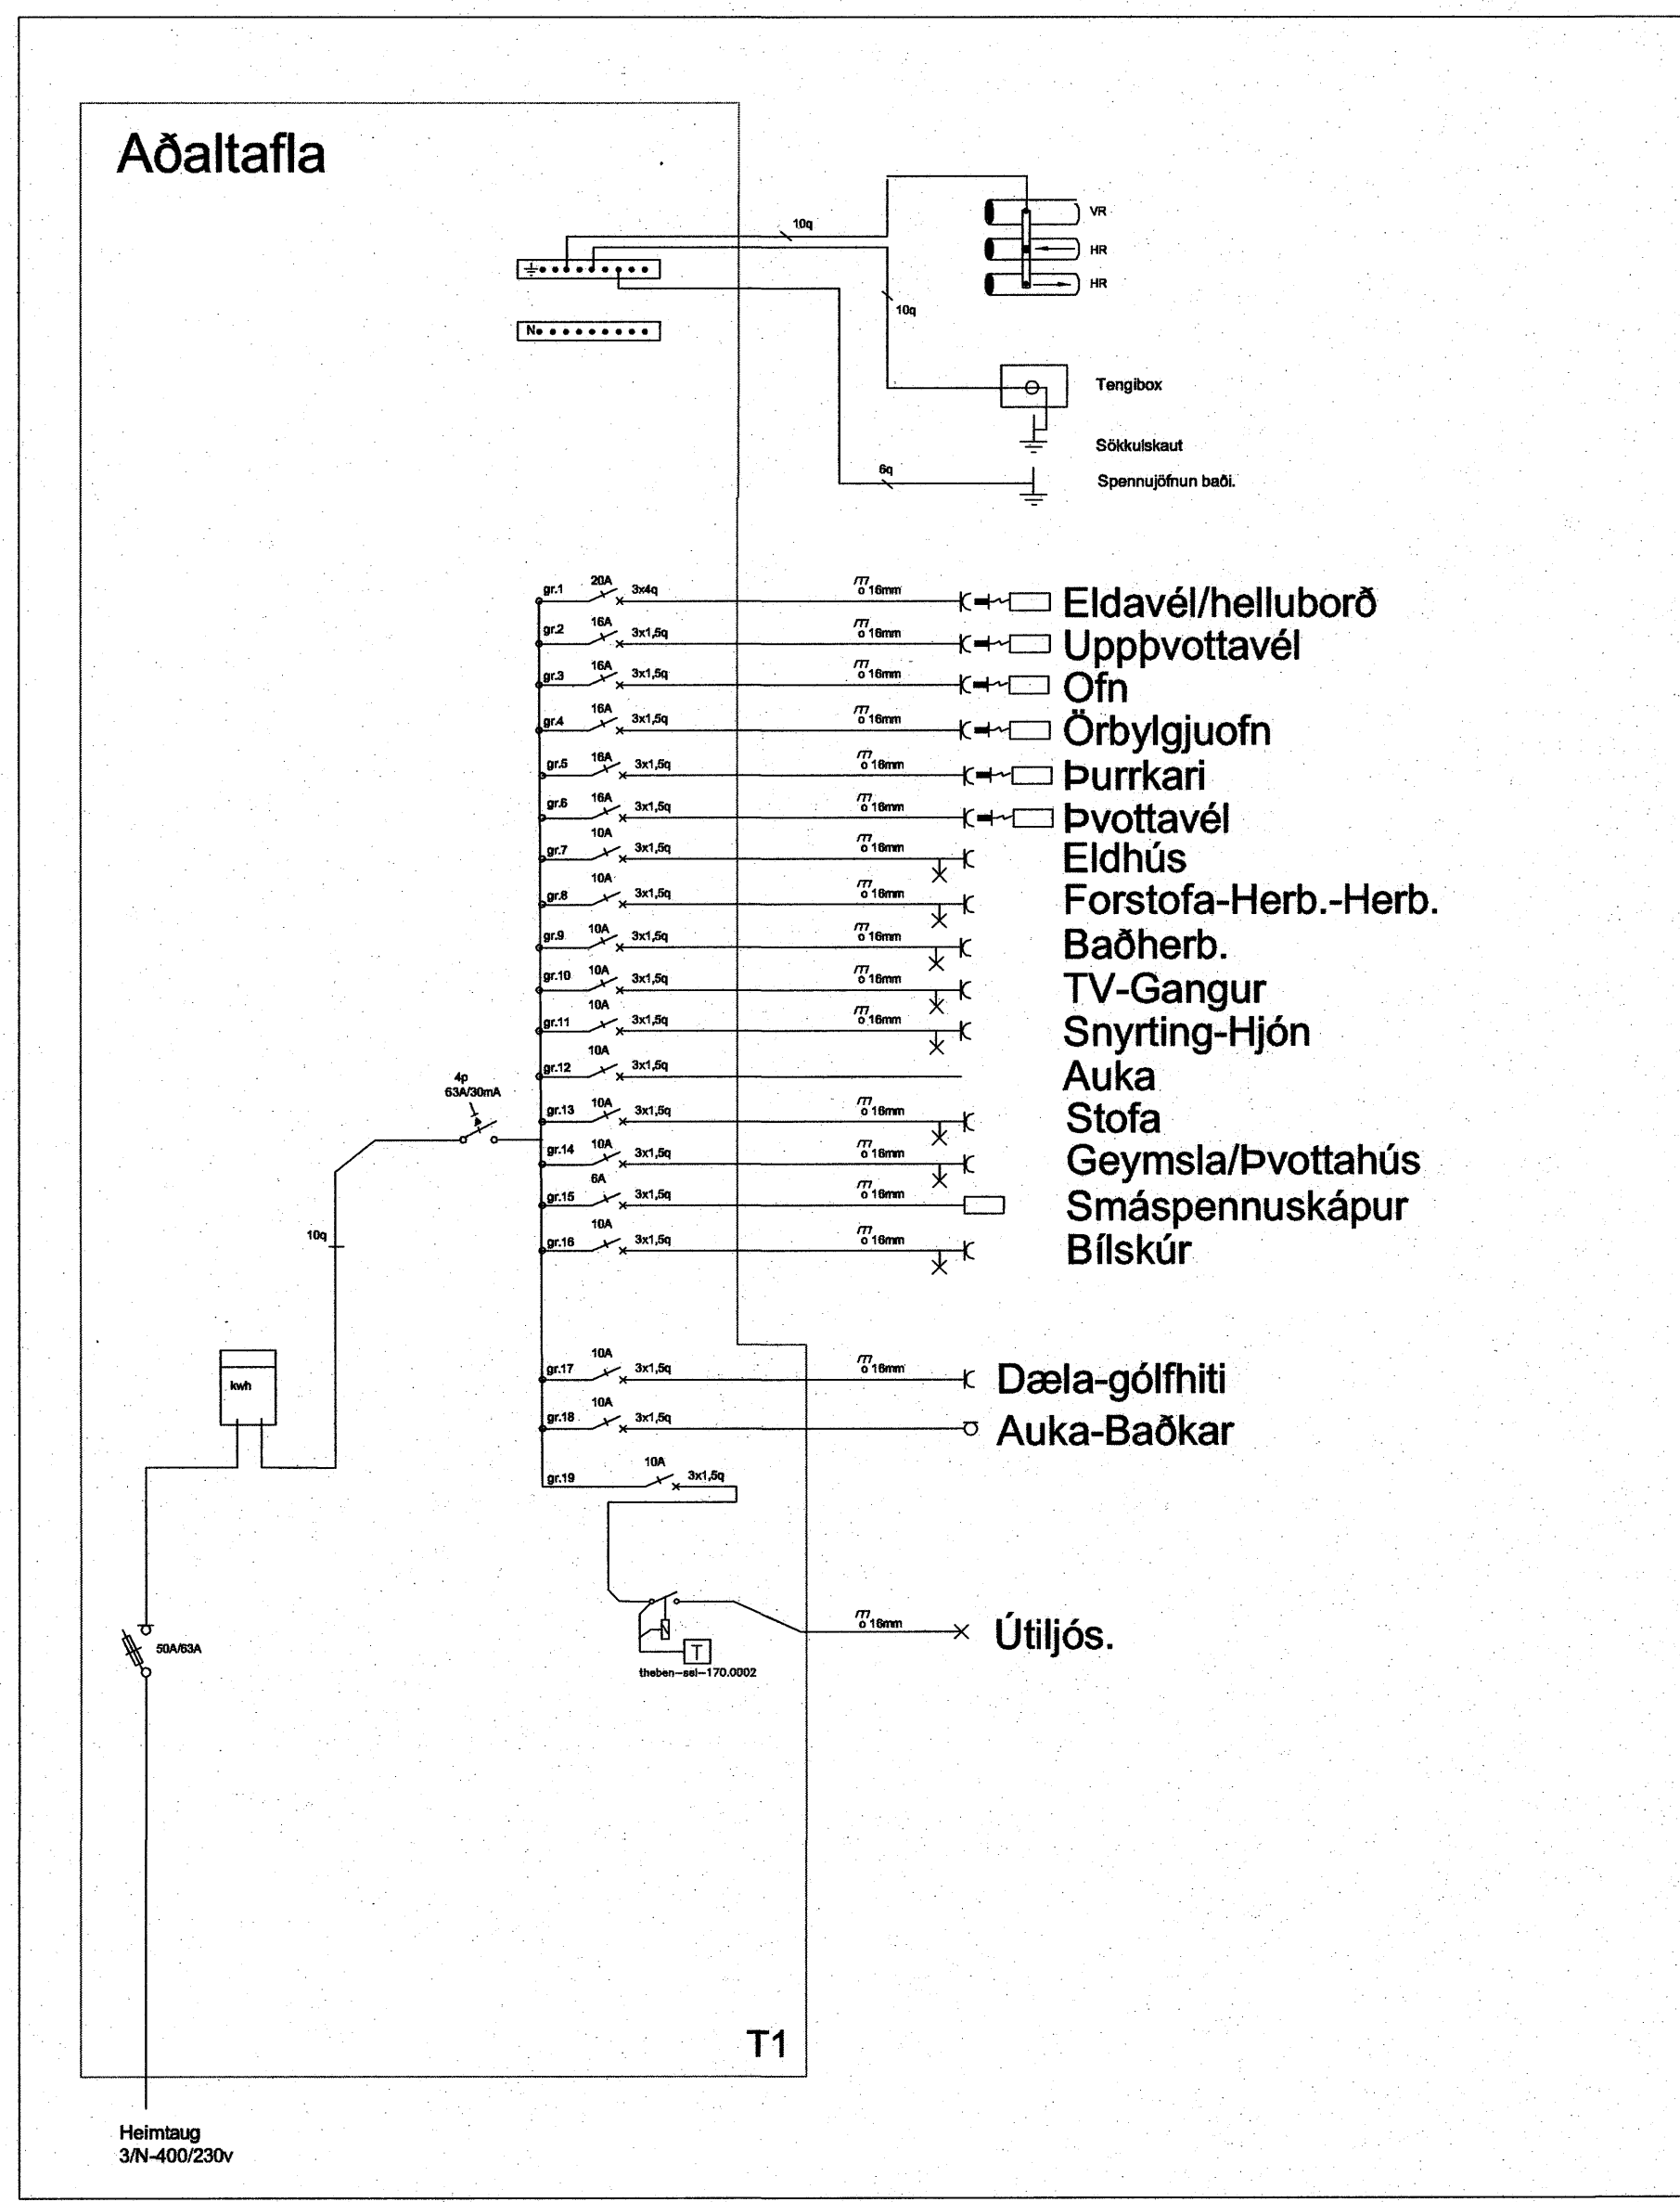 Aðaltafla
10q
VR
HR
HR
10q
N
Tengibox
Sökkulskaut
6q
Spennujöfnun baði.
gr.1 20A 3x4q 16mm Eldavél/helluborð
gr.2 16A 3x1,5q 16mm Uppþvottavél
gr.3 16A 3x1,5q 16mm Ofn
gr.4 16A 3x1,5q 16mm Örbylgjuofn
gr.5 16A 3x1,5q 16mm Þurrkari
gr.6 16A 3x1,5q 16mm Þvottavél
gr.7 10A 3x1,5q 16mm Eldhús
gr.8 10A 3x1,5q 16mm Forstofa-Herb.-Herb.
gr.9 10A 3x1,5q 16mm Baðherb.
gr.10 10A 3x1,5q 16mm TV-Gangur
gr.11 10A 3x1,5q 16mm Snyrting-Hjón
gr.12 10A 3x1,5q Auka
4p
63A/30mA
gr.13 10A 3x1,5q 16mm Stofa
gr.14 10A 3x1,5q 16mm Geymsla/Þvottahús
gr.15 6A 3x1,5q 16mm Smáspennuskápur
gr.16 10A 3x1,5q 16mm Bílskúr
10q
kwh
gr.17 10A 3x1,5q 16mm Dæla-gólfhiti
gr.18 10A 3x1,5q Auka-Baðkar
gr.19 10A 3x1,5q
16mm Útiljós.
50A/63A
T
theben-sel-170.0002
T1
Heimtaug
3/N-400/230v